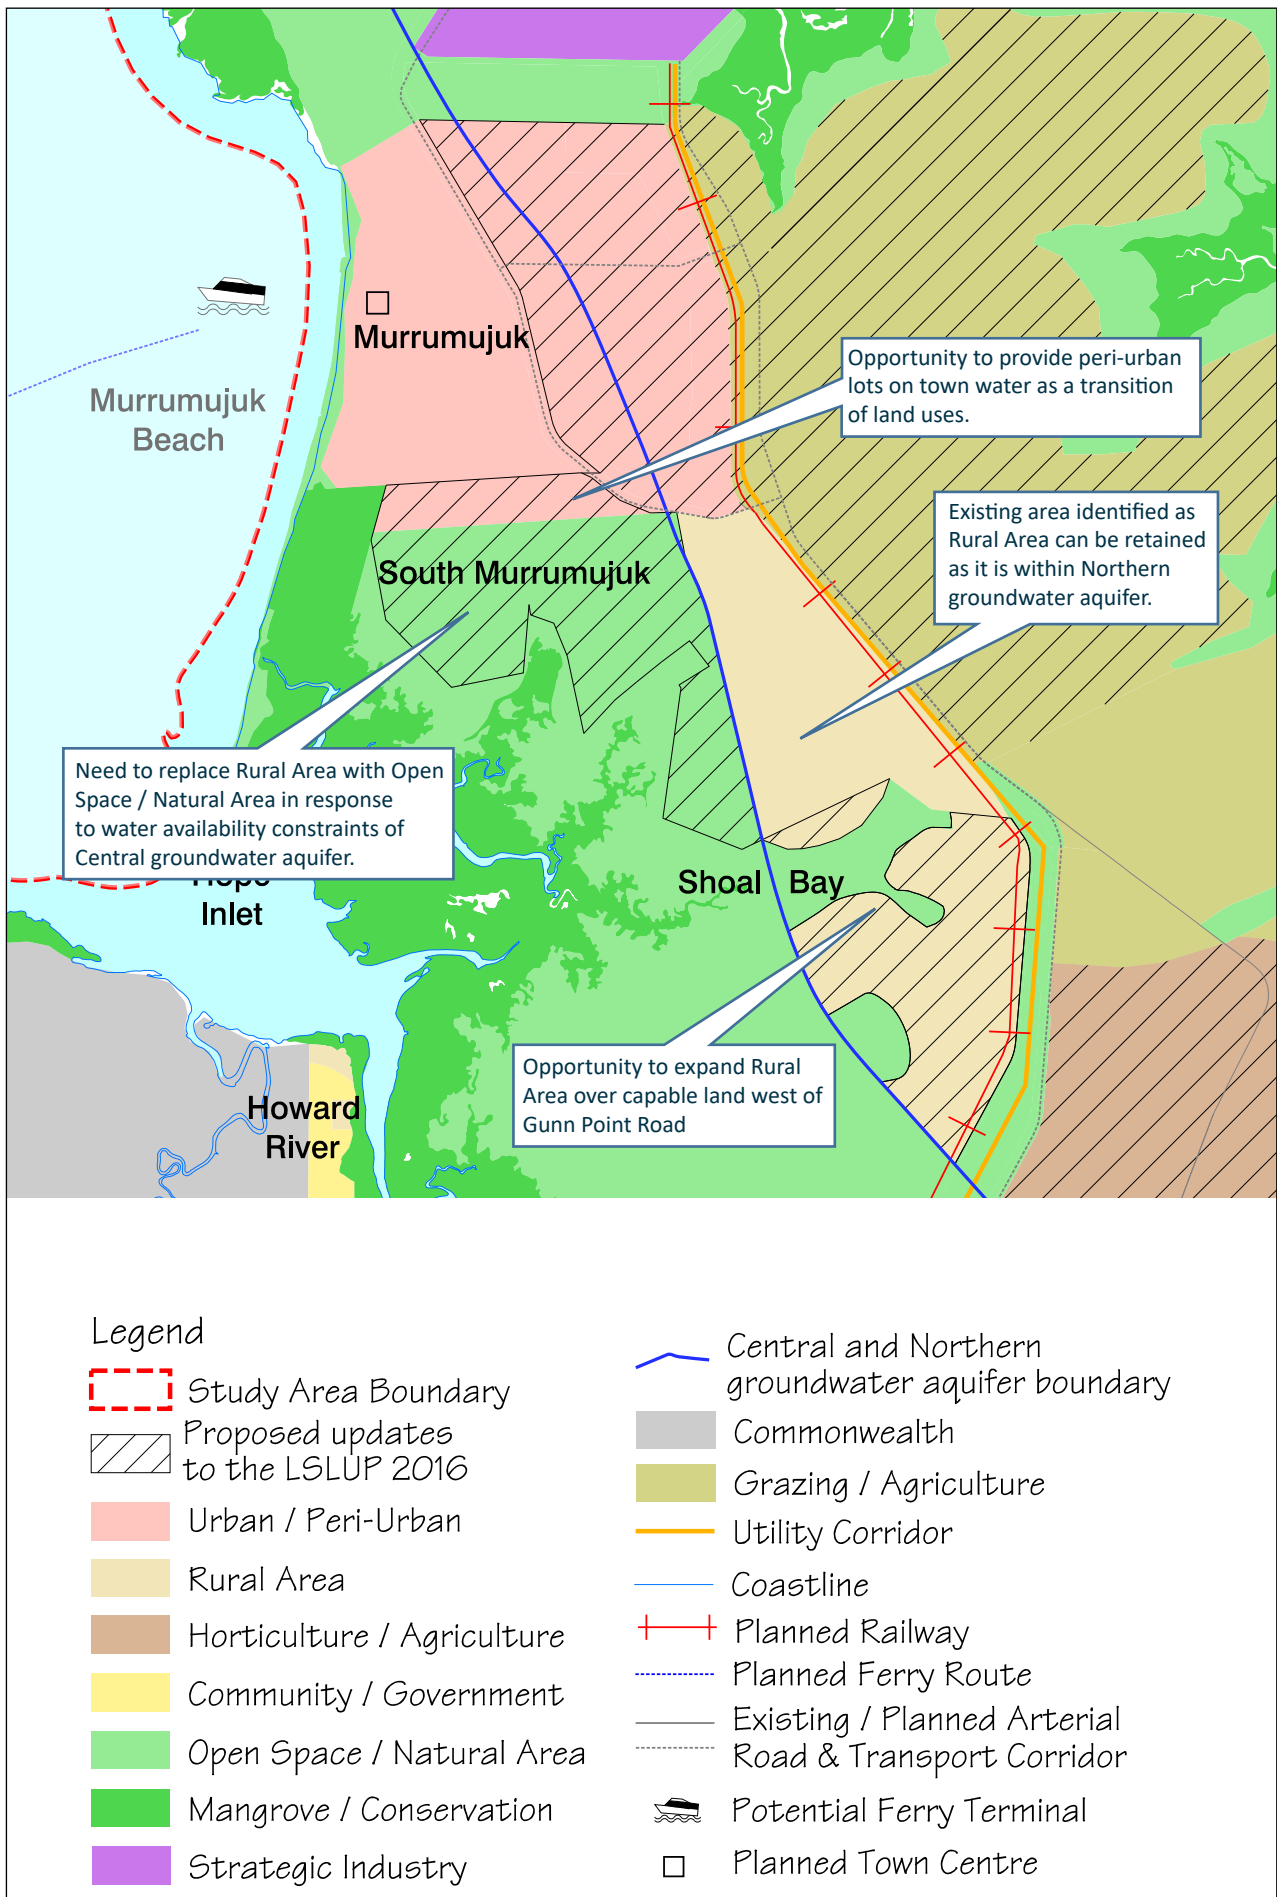 Murrumujuk
Murrumujuk
Beach
Opportunity to provide peri-urban
lots on town water as a transition
of land uses.
Existing area identified as
Rural Area can be retained
as it is within Northern
groundwater aquifer.
South Murrumujuk
Need to replace Rural Area with Open
Space / Natural Area in response
to water availability constraints of
Central groundwater aquifer.
Hope
Inlet
Shoal Bay
Opportunity to expand Rural
Area over capable land west of
Gunn Point Road
Howard
River
Legend
Study Area Boundary
Proposed updates
to the LSLUP 2016
Urban / Peri-Urban
Rural Area
Horticulture / Agriculture
Community / Government
Open Space / Natural Area
Mangrove / Conservation
Strategic Industry
Central and Northern
groundwater aquifer boundary
Commonwealth
Grazing / Agriculture
Utility Corridor
Coastline
Planned Railway
Planned Ferry Route
Existing / Planned Arterial
Road & Transport Corridor
Potential Ferry Terminal
Planned Town Centre